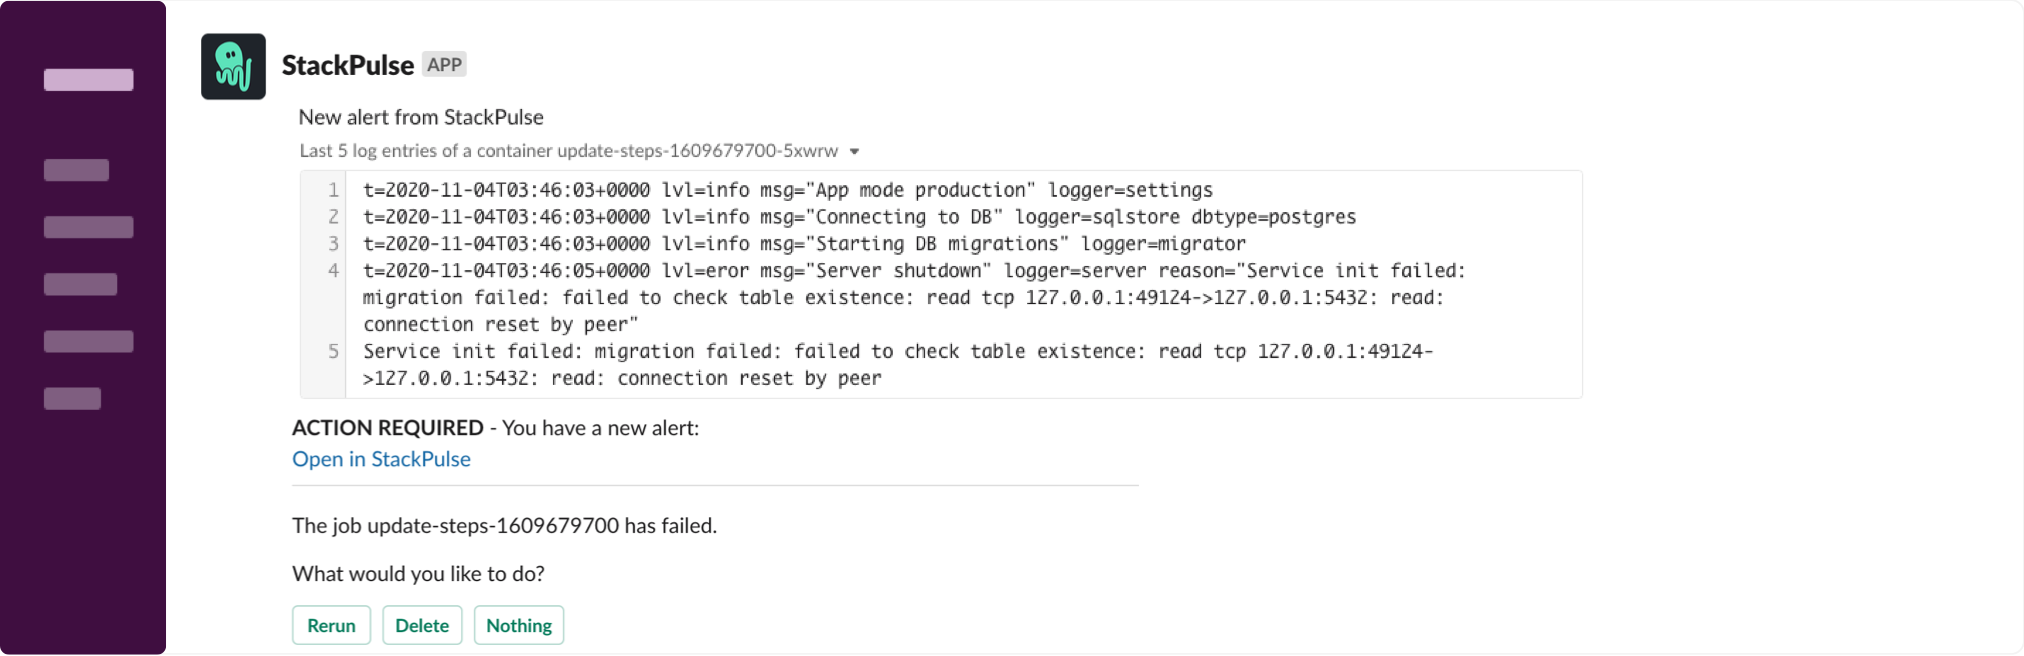 StackPulse APP
New alert from StackPulse
Last 5 log entries of a container update-steps-1609679700-5xwrw
1 t=2020-11-04T03:46:03+0000 lvl=info msg="App mode production" logger=settings
2 t=2020-11-04T03:46:03+0000 lvl=info msg="Connecting to DB" logger=sqlstore dbtype=postgres
3 t=2020-11-04T03:46:03+0000 lvl=info msg="Starting DB migrations" logger=migrator
4 t=2020-11-04T03:46:05+0000 lvl=eror msg="Server shutdown" logger=server reason="Service init failed:
migration failed: failed to check table existence: read tcp 127.0.0.1:49124->127.0.0.1:5432: read:
connection reset by peer"
5 Service init failed: migration failed: failed to check table existence: read tcp 127.0.0.1:49124-
>127.0.0.1:5432: read: connection reset by peer
ACTION REQUIRED - You have a new alert:
Open in StackPulse
The job update-steps-1609679700 has failed.
What would you like to do?
Rerun Delete Nothing